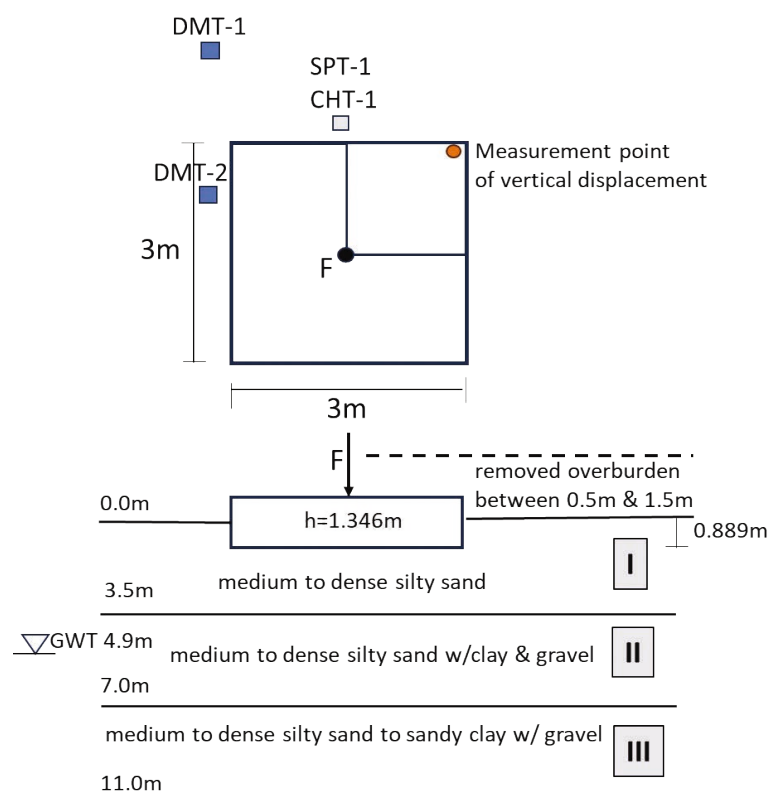 DMT-1
SPT-1
CHT-1
Measurement point
of vertical displacement
DMT-2
3m
F
3m
F
removed overburden
between 0.5m & 1.5m
0.0m
h=1.346m
0.889m
I
medium to dense silty sand
3.5m
GWT 4.9m
medium to dense silty sand w/clay & gravel
II
7.0m
medium to dense silty sand to sandy clay w/ gravel
III
11.0m